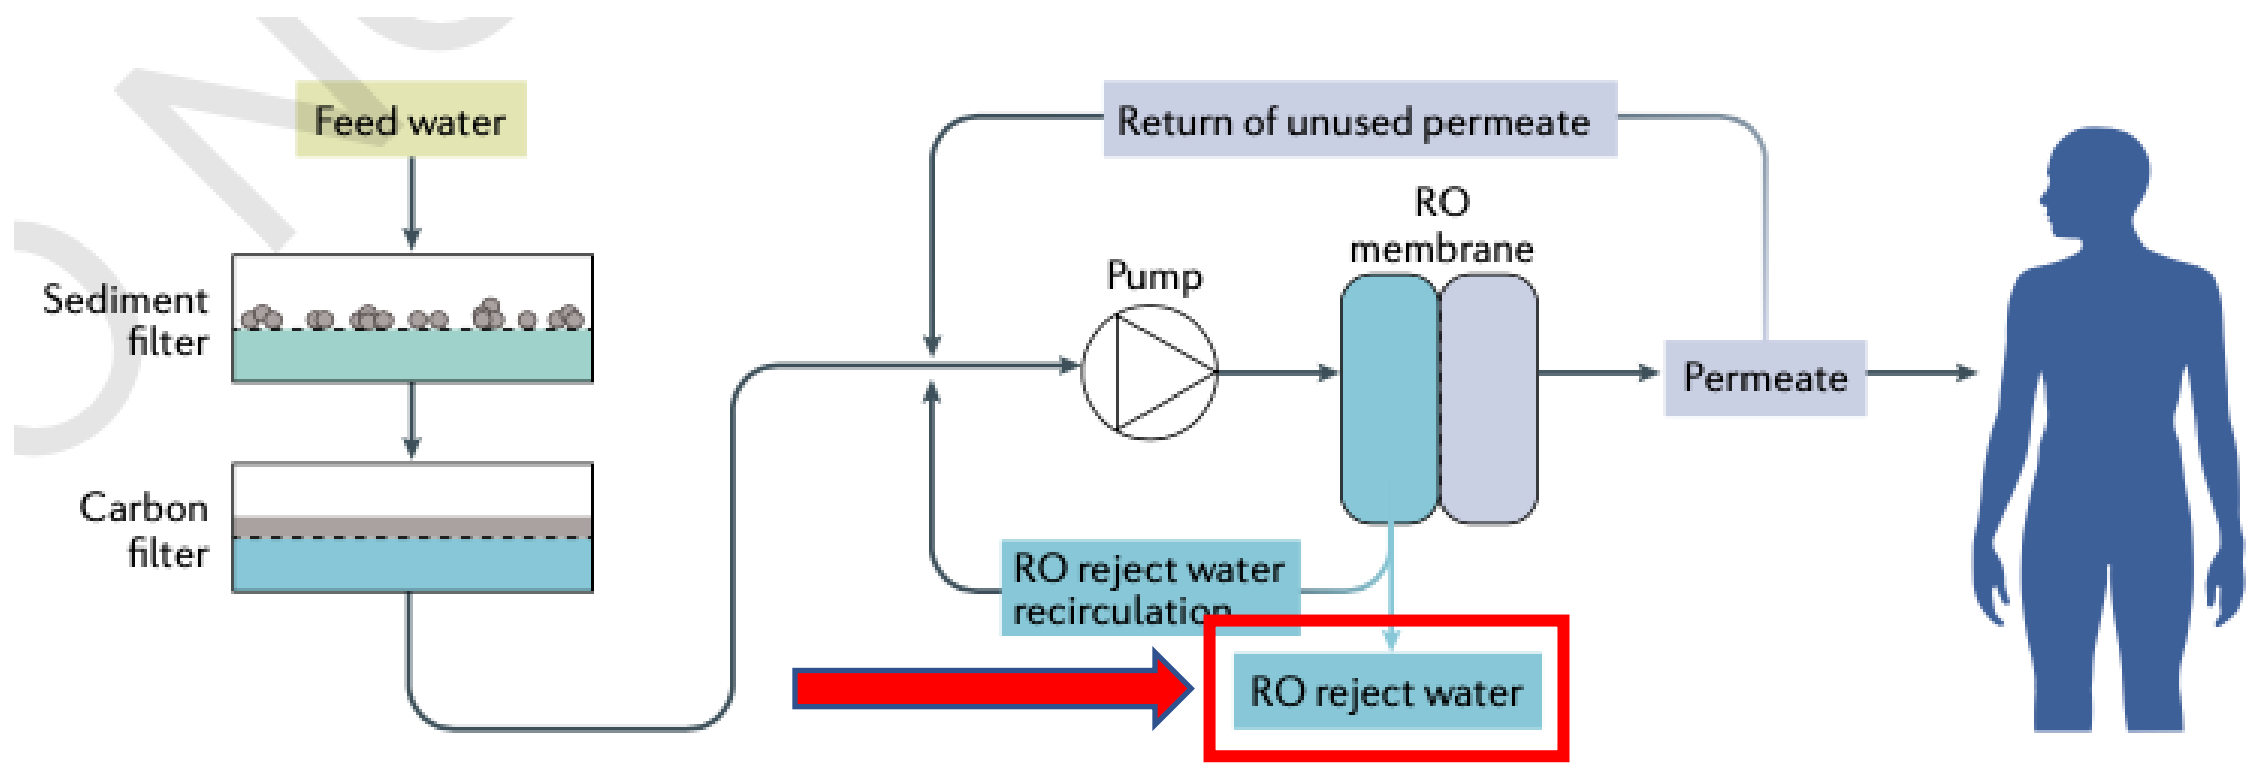 Feed water
Sediment
filter
Carbon
filter
Return of unused permeate
RO
membrane
Pump
Permeate
RO reject water
recirculation
RO reject water